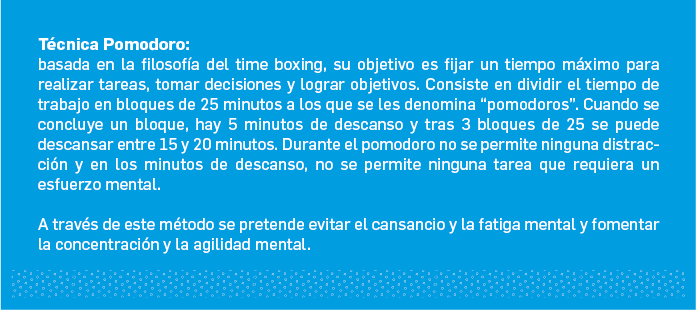 Técnica Pomodoro:
basada en la filosofía del time boxing, su objetivo es fijar un tiempo máximo para
realizar tareas, tomar decisiones y lograr objetivos. Consiste en dividir el tiempo de
trabajo en bloques de 25 minutos a los que se les denomina “pomodoros”. Cuando se
concluye un bloque, hay 5 minutos de descanso y tras 3 bloques de 25 se puede
descansar entre 15 y 20 minutos. Durante el pomodoro no se permite ninguna distrac-
ción y en los minutos de descanso, no se permite ninguna tarea que requiera un
esfuerzo mental.
A través de este método se pretende evitar el cansancio y la fatiga mental y fomentar
la concentración y la agilidad mental.